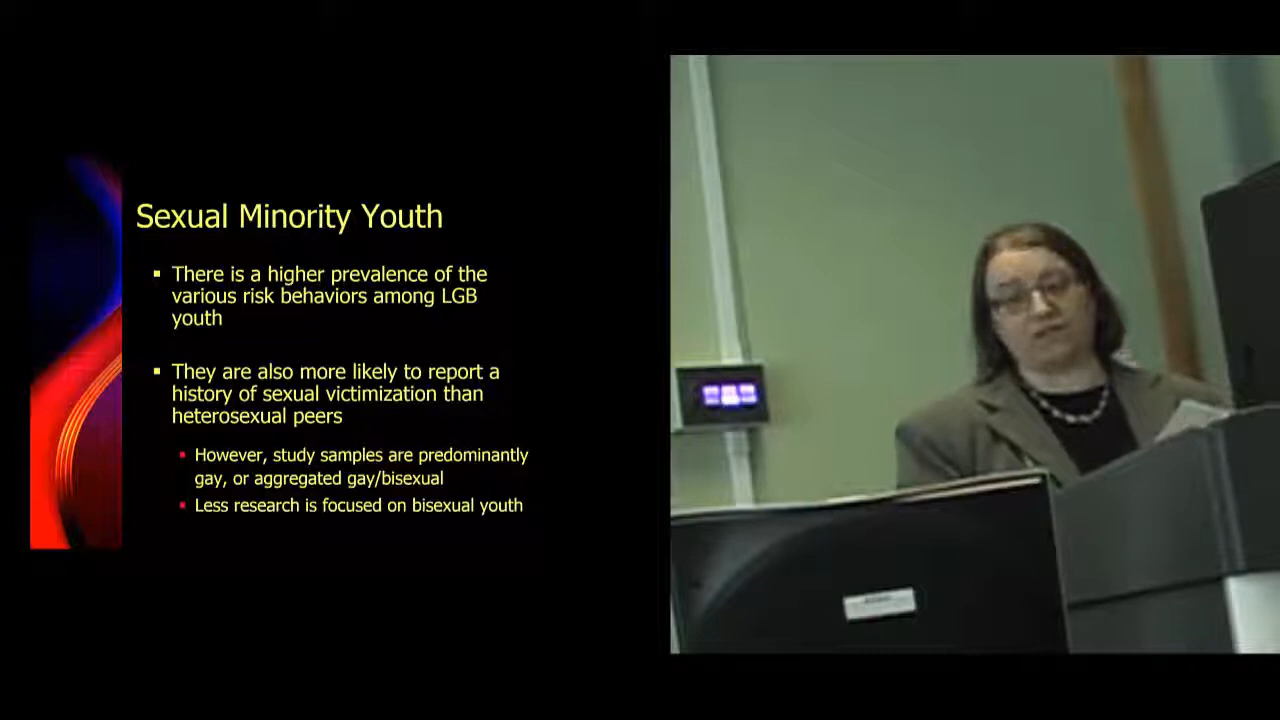 Sexual Minority Youth
There is a higher prevalence of the
various risk behaviors among LGB
youth
They are also more likely to report a
history of sexual victimization than
heterosexual peers
However, study samples are predominantly
gay, or aggregated gay/bisexual
Less research is focused on bisexual youth